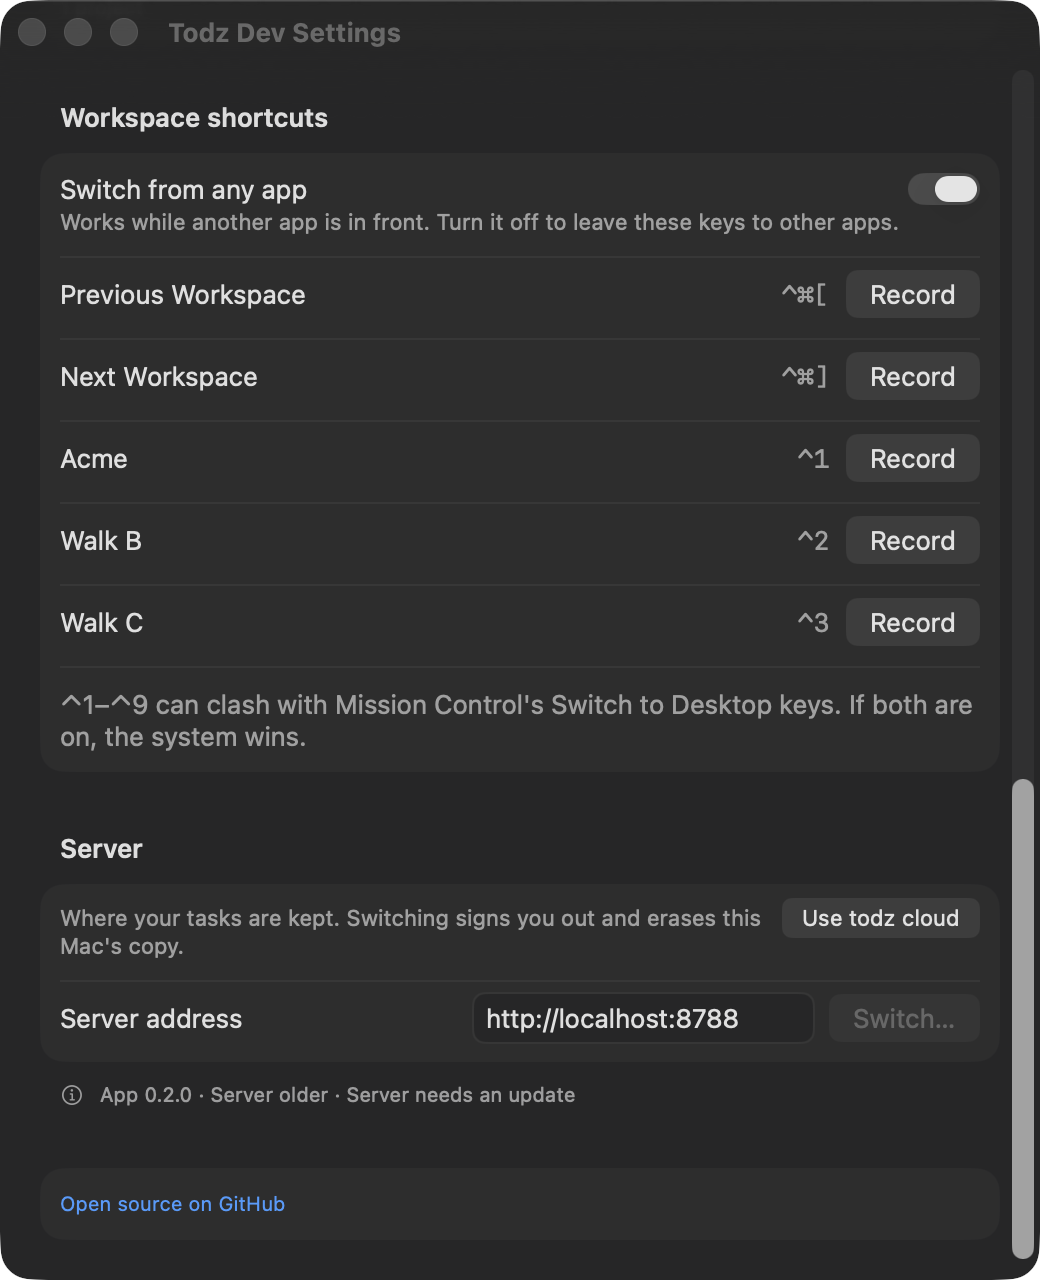 Todz Dev Settings
Workspace shortcuts
Switch from any app
Works while another app is in front. Turn it off to leave these keys to other apps.
Previous Workspace ^⌘[ Record
Next Workspace ^⌘] Record
Acme ^1 Record
Walk B ^2 Record
Walk C ^3 Record
^1–^9 can clash with Mission Control's Switch to Desktop keys. If both are
on, the system wins.
Server
Where your tasks are kept. Switching signs you out and erases this
Mac's copy.
Use todz cloud
Server address http://localhost:8788 Switch...
App 0.2.0 · Server older · Server needs an update
Open source on GitHub